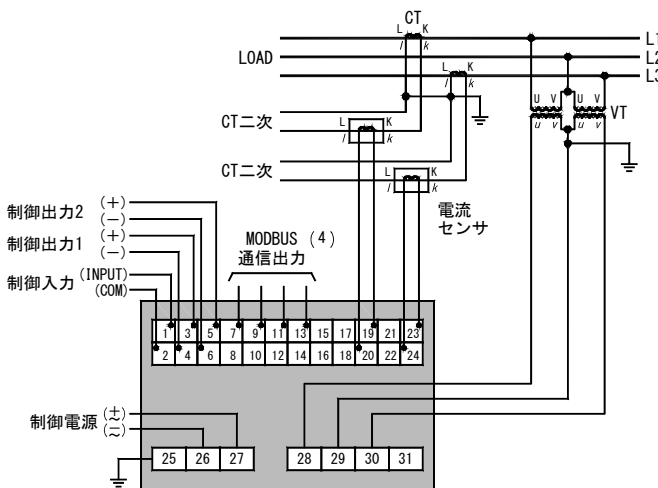 CT
L K
l k
L1
LOAD
L2
L K
l k
L3
U V U V
u v u v
VT
CT二次
L K
l k
CT二次
L K
l k
電流
センサ
制御出力2 (+)
(−)
制御出力1 (+)
(−)
MODBUS (4)
通信出力
制御入力 (INPUT)
(COM)
1 3 5 7 9 11 13 15 17 19 21 23
2 4 6 8 10 12 14 16 18 20 22 24
制御電源 (±)
(≂)
25 26 27 28 29 30 31